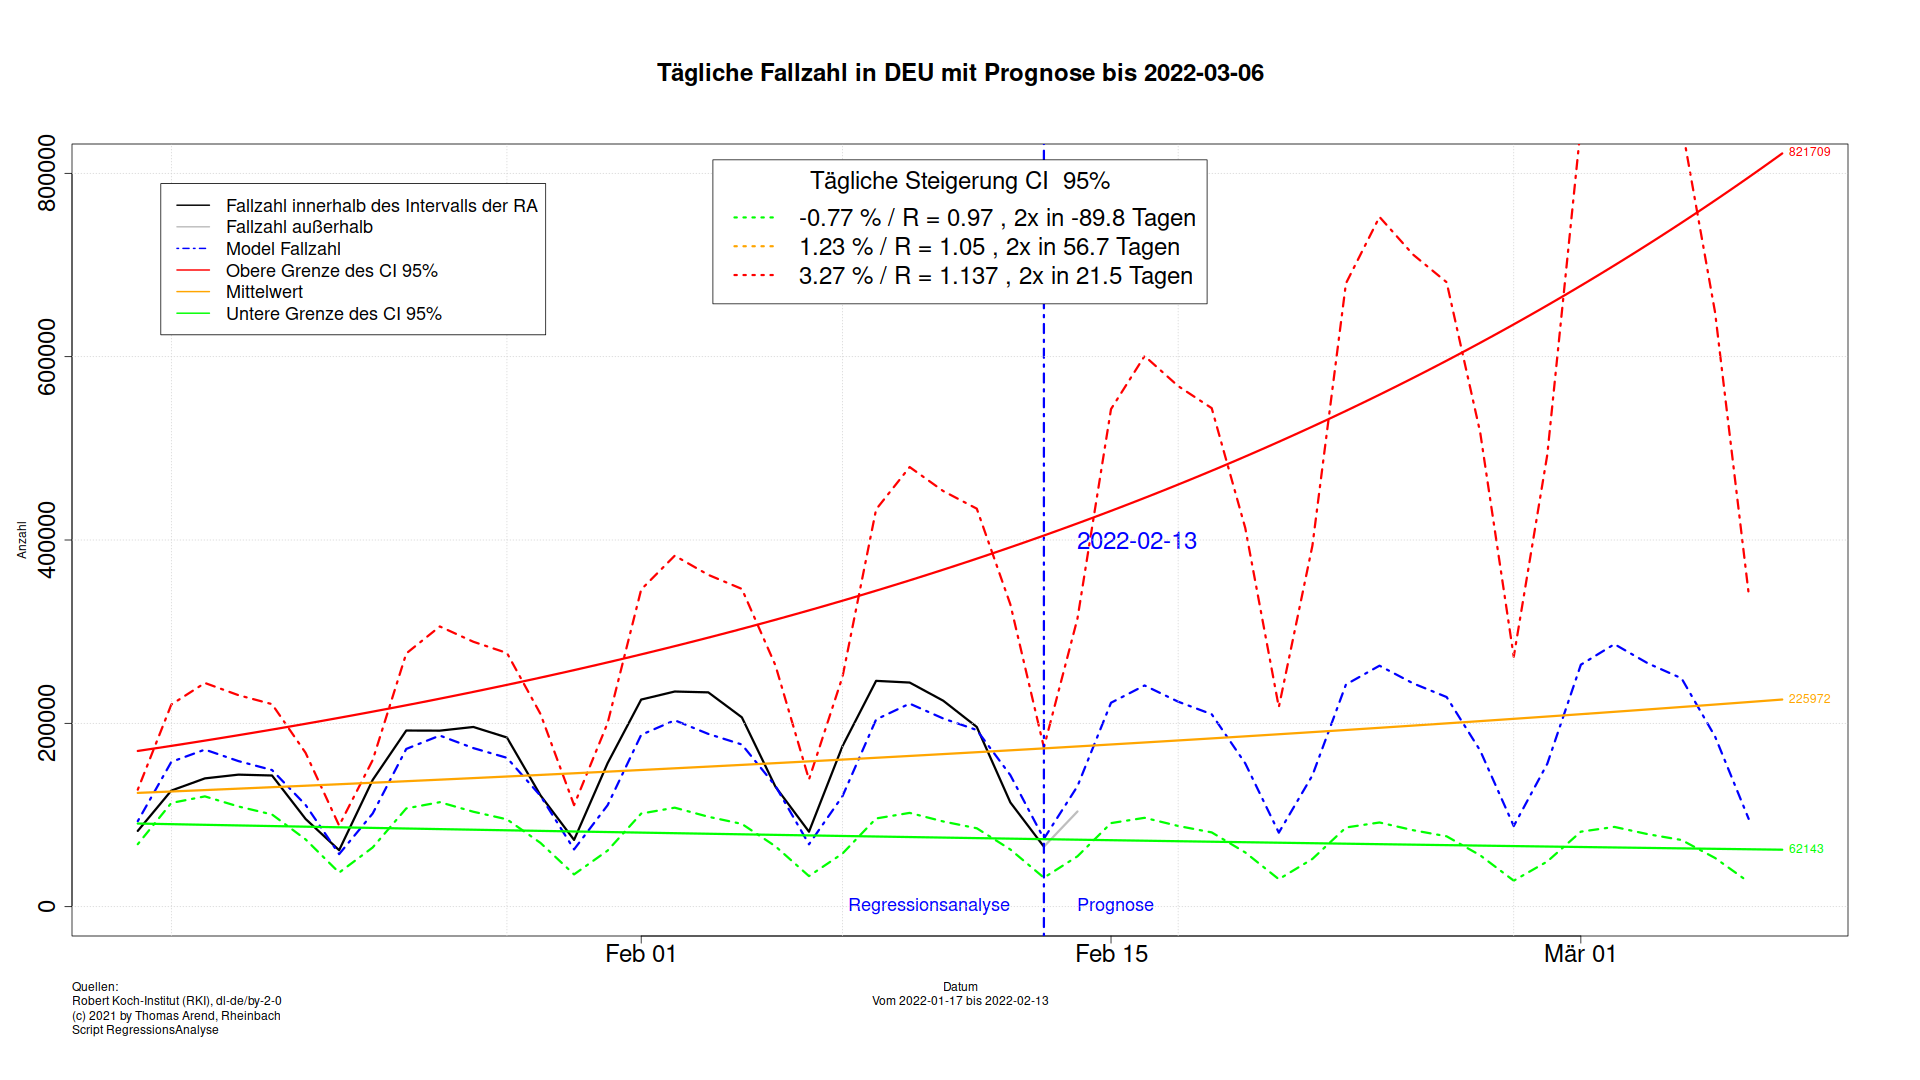 Tägliche Fallzahl in DEU mit Prognose bis 2022-03-06
821709
800000
Tägliche Steigerung CI  95%
-0.77 % / R = 0.97 , 2x in -89.8 Tagen
1.23 % / R = 1.05 , 2x in 56.7 Tagen
3.27 % / R = 1.137 , 2x in 21.5 Tagen
Fallzahl innerhalb des Intervalls der RA
Fallzahl außerhalb
Model Fallzahl
Obere Grenze des CI 95%
Mittelwert
Untere Grenze des CI 95%
600000
400000
Anzahl
2022-02-13
200000
225972
62143
0
Regressionsanalyse
Prognose
Feb 01
Feb 15
Mär 01
Quellen:
Robert Koch-Institut (RKI), dl-de/by-2-0
(c) 2021 by Thomas Arend, Rheinbach
Script RegressionsAnalyse
Datum
Vom 2022-01-17 bis 2022-02-13